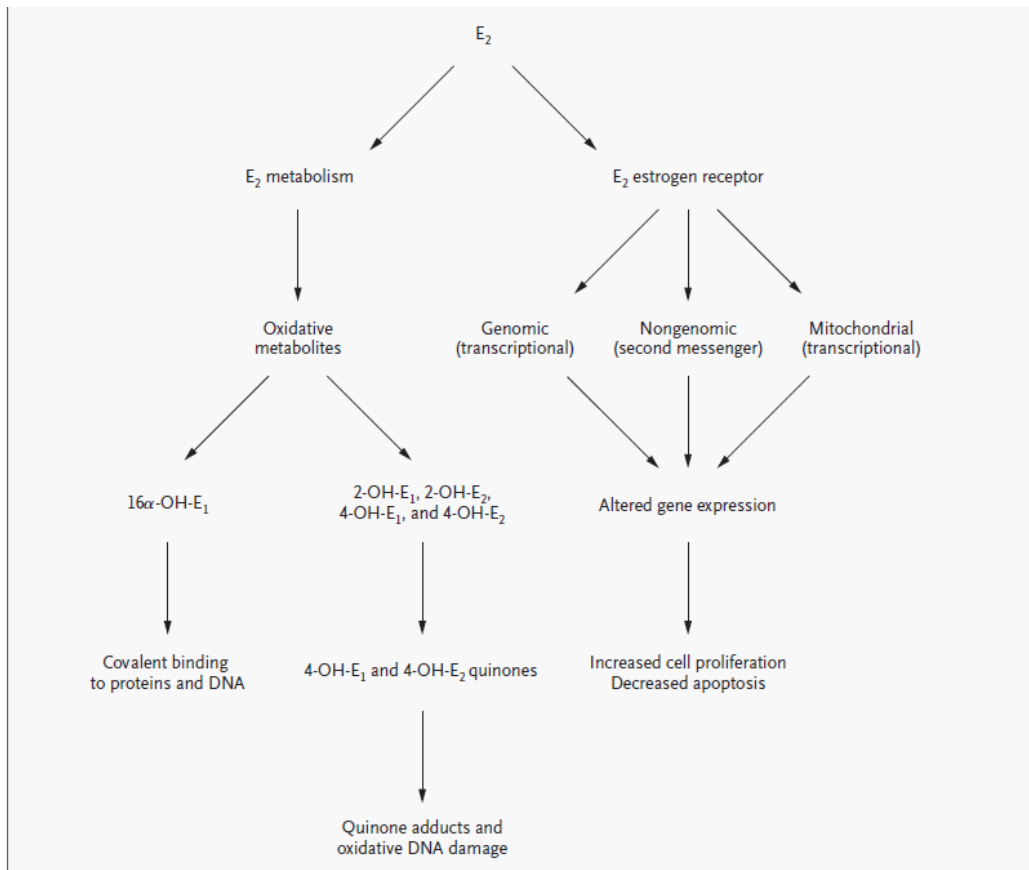 E₂
E₂ metabolism
E₂ estrogen receptor
Oxidative
metabolites
Genomic
(transcriptional)
Nongenomic
(second messenger)
Mitochondrial
(transcriptional)
16α-OH-E₁
2-OH-E₁, 2-OH-E₂,
4-OH-E₁, and 4-OH-E₂
Altered gene expression
Covalent binding
to proteins and DNA
4-OH-E₁ and 4-OH-E₂ quinones
Increased cell proliferation
Decreased apoptosis
Quinone adducts and
oxidative DNA damage